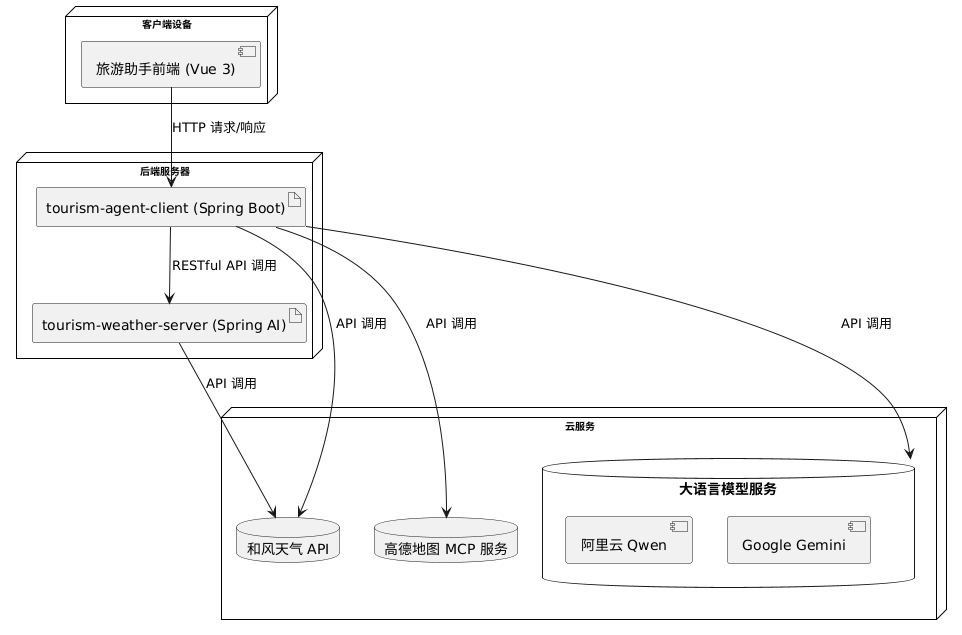 客户端设备
旅游助手前端 (Vue 3)
HTTP 请求/响应
后端服务器
tourism-agent-client (Spring Boot)
RESTful API 调用
API 调用
API 调用
API 调用
tourism-weather-server (Spring AI)
API 调用
云服务
大语言模型服务
和风天气 API
高德地图 MCP 服务
阿里云 Qwen
Google Gemini